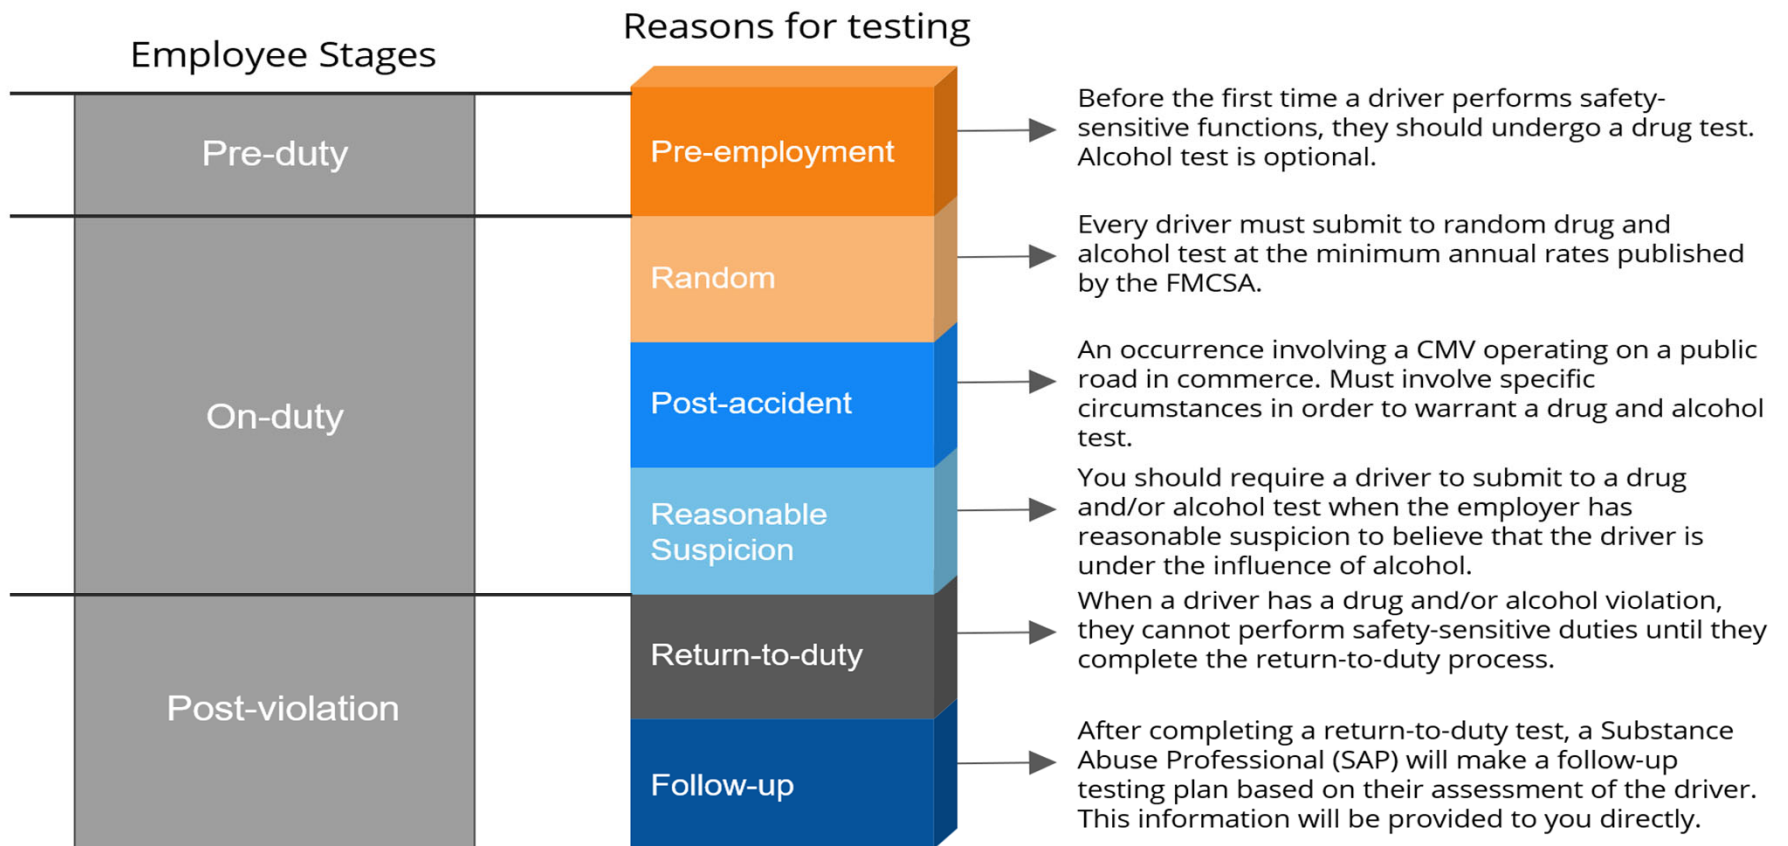 Employee Stages
Reasons for testing
Pre-duty
Pre-employment
Before the first time a driver performs safety-
sensitive functions, they should undergo a drug test.
Alcohol test is optional.
On-duty
Random
Every driver must submit to random drug and
alcohol test at the minimum annual rates published
by the FMCSA.
Post-accident
An occurrence involving a CMV operating on a public
road in commerce. Must involve specific
circumstances in order to warrant a drug and alcohol
test.
Reasonable
Suspicion
You should require a driver to submit to a drug
and/or alcohol test when the employer has
reasonable suspicion to believe that the driver is
under the influence of alcohol.
Post-violation
Return-to-duty
When a driver has a drug and/or alcohol violation,
they cannot perform safety-sensitive duties until they
complete the return-to-duty process.
Follow-up
After completing a return-to-duty test, a Substance
Abuse Professional (SAP) will make a follow-up
testing plan based on their assessment of the driver.
This information will be provided to you directly.